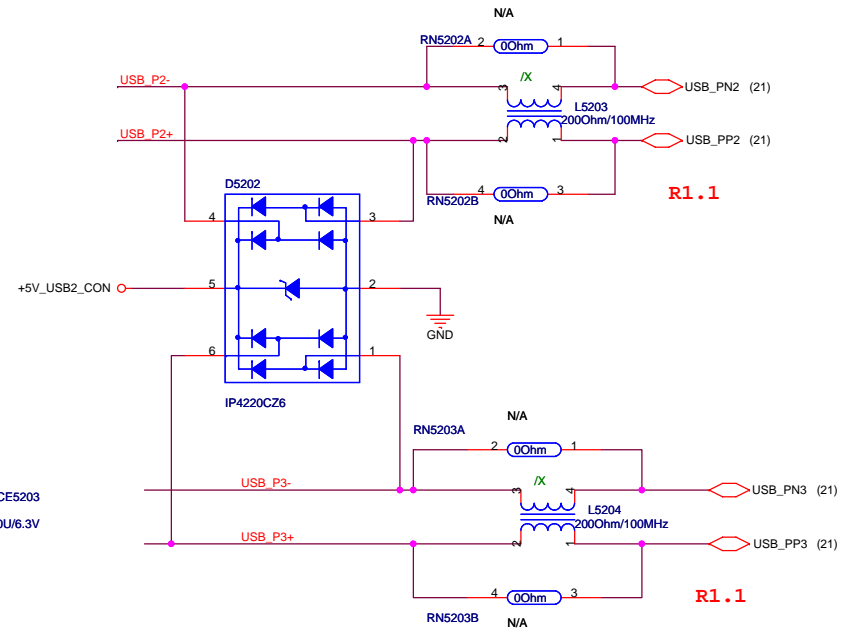 N/A
RN5202A 2 0Ohm 1
/X
USB_P2- 3 4 USB_PN2 (21)
L5203
200Ohm/100MHz
USB_P2+ 2 1 USB_PP2 (21)
D5202
RN5202B 4 0Ohm 3
R1.1
N/A
4 3
+5V_USB2_CON 5 2
GND
6 1
IP4220CZ6
N/A
RN5203A
2 0Ohm 1
/X
USB_P3- 3 4 USB_PN3 (21)
CE5203
L5204
200Ohm/100MHz
0U/6.3V
USB_P3+ 2 1 USB_PP3 (21)
4 0Ohm 3
R1.1
RN5203B
N/A